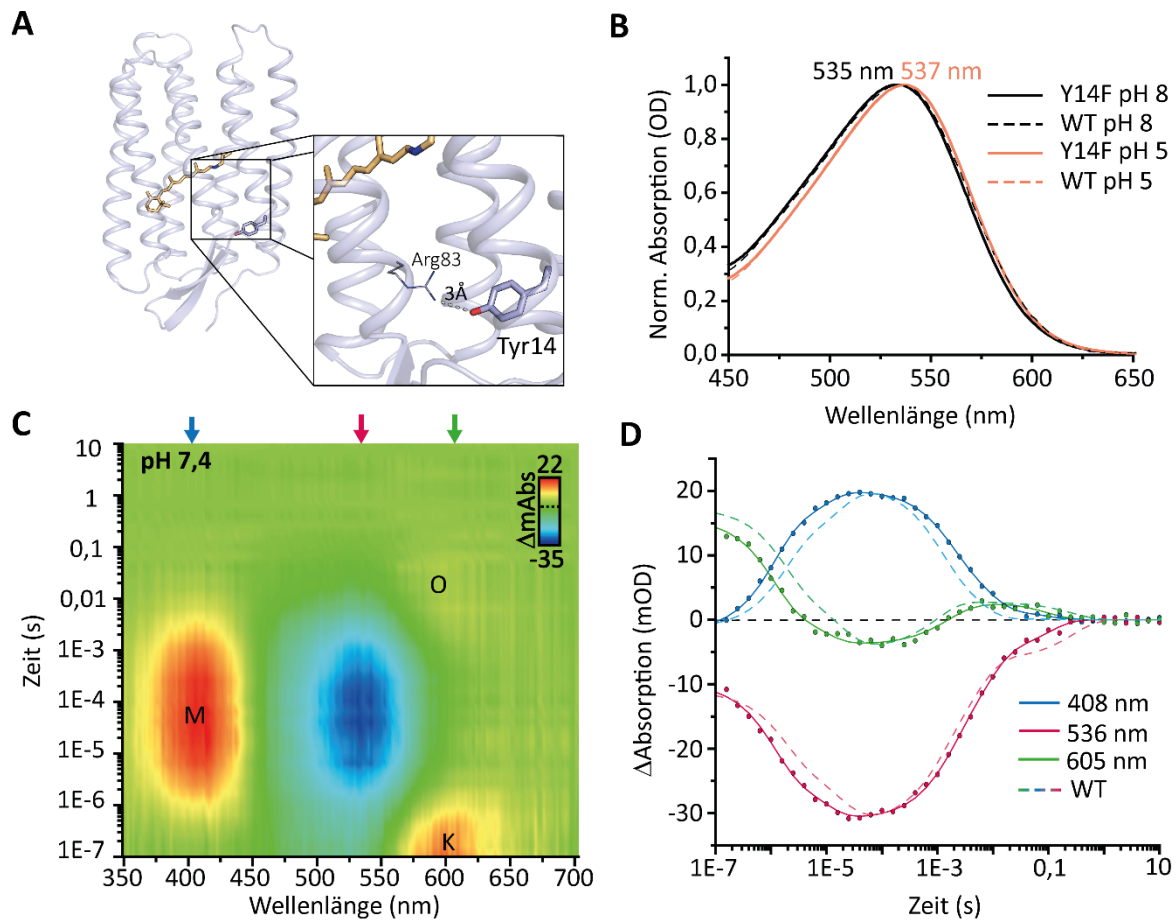 A
Arg83
3Å
Tyr14
B
535 nm 537 nm
Norm. Absorption (OD)
1,0
0,8
0,6
0,4
0,2
0,0
450 500 550 600 650
Wellenlänge (nm)
Y14F pH 8
WT pH 8
Y14F pH 5
WT pH 5
C
pH 7,4
22
ΔmAbs
-35
Zeit (s)
10
1
0,1
0,01
1E-3
1E-4
1E-5
1E-6
1E-7
O
M
K
350 400 450 500 550 600 650 700
Wellenlänge (nm)
D
ΔAbsorption (mOD)
20
10
0
-10
-20
-30
408 nm
536 nm
605 nm
WT
1E-7 1E-5 1E-3 0,1 10
Zeit (s)